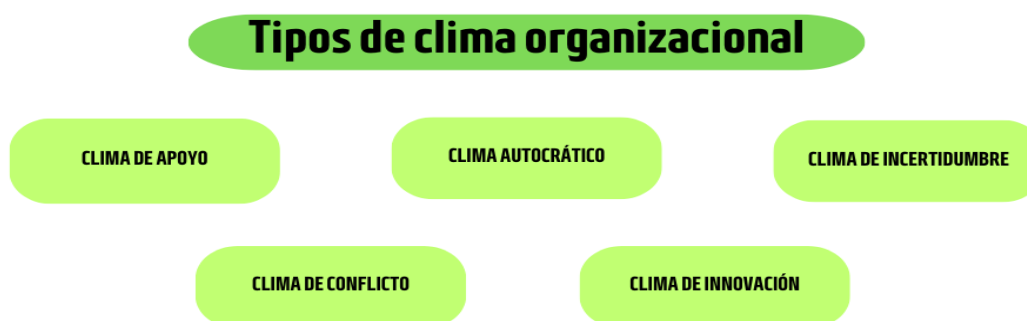 Tipos de clima organizacional
CLIMA DE APOYO
CLIMA AUTOCRÁTICO
CLIMA DE INCERTIDUMBRE
CLIMA DE CONFLICTO
CLIMA DE INNOVACIÓN